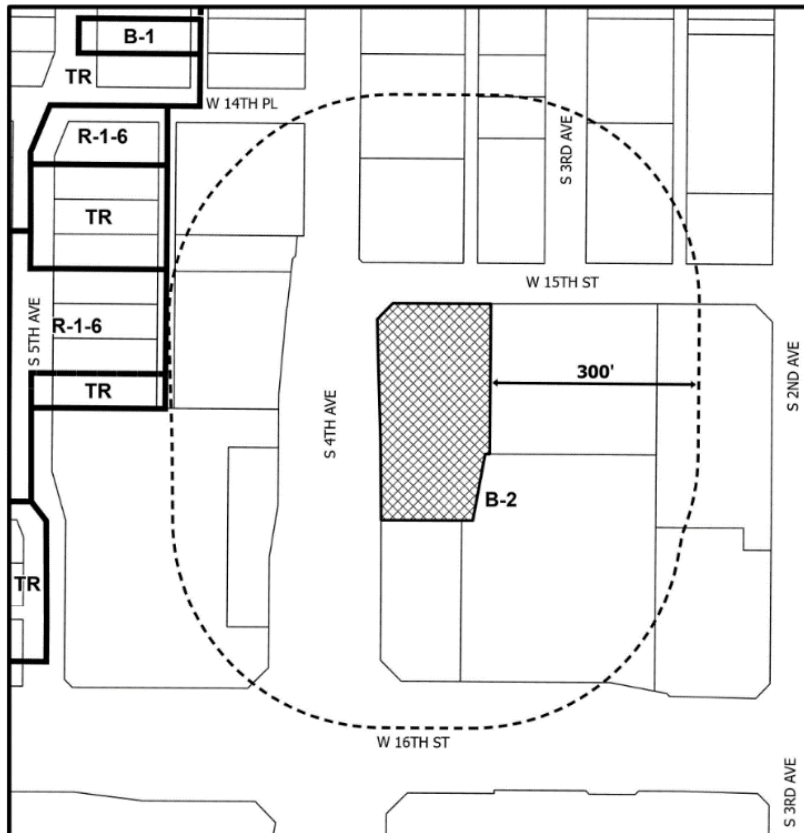 B-1
TR
W 14TH PL
R-1-6
S 3RD AVE
TR
W 15TH ST
S 5TH AVE
R-1-6
300'
TR
S 2ND AVE
S 4TH AVE
B-2
TR
W 16TH ST
S 3RD AVE